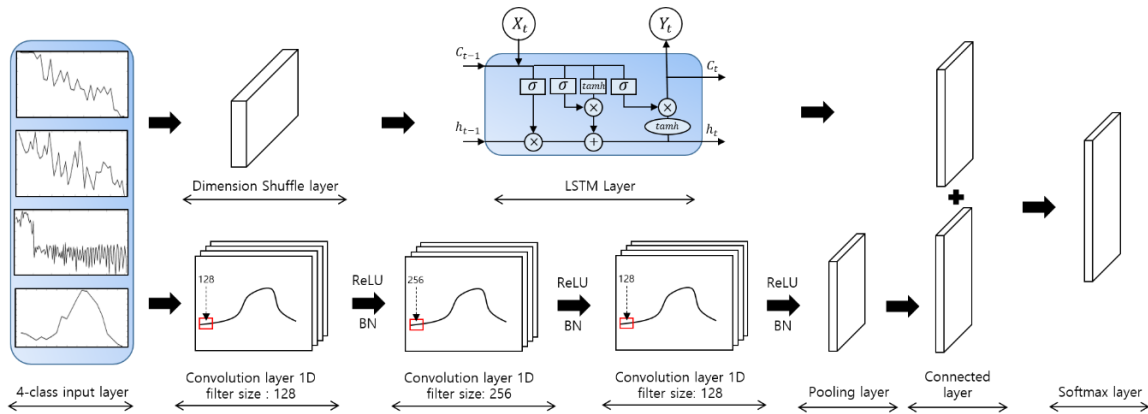 X_t
Y_t
C_{t-1}
C_t
σ
σ
tamh
σ
×
×
tamh
h_{t-1}
×
+
h_t
Dimension Shuffle layer
LSTM Layer
+
128
ReLU
BN
256
ReLU
BN
128
ReLU
BN
4-class input layer
Convolution layer 1D
filter size : 128
Convolution layer 1D
filter size: 256
Convolution layer 1D
filter size: 128
Pooling layer
Connected
layer
Softmax layer